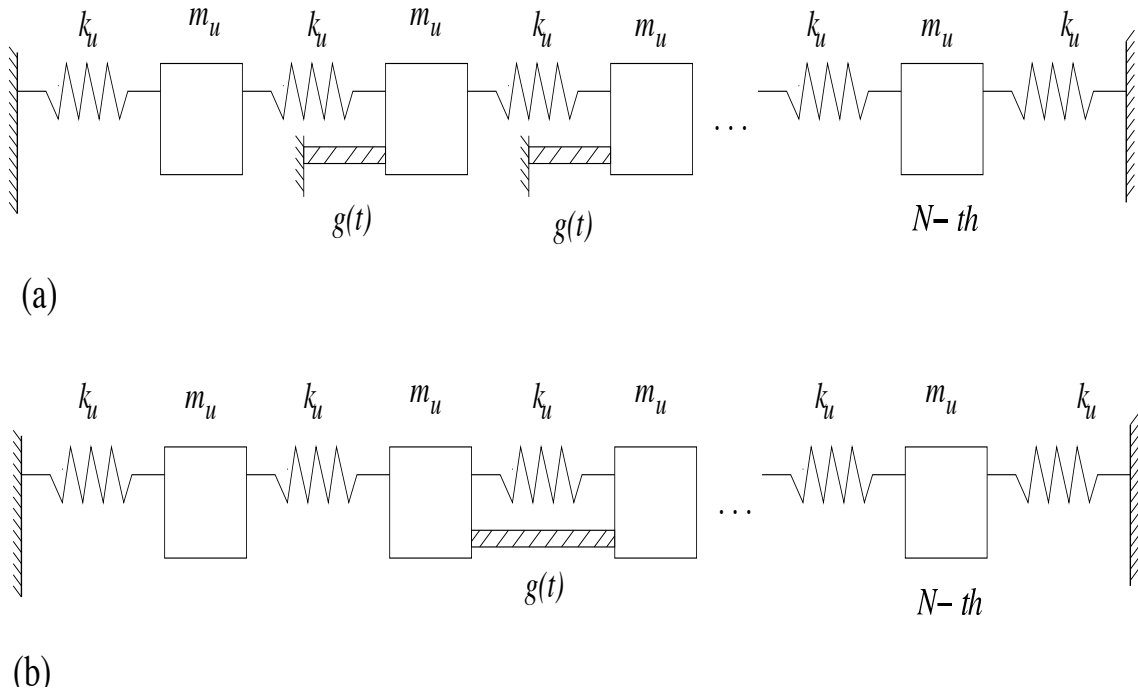 k_u m_u k_u m_u k_u m_u k_u m_u k_u
...
g(t) g(t) N- th
(a)
k_u m_u k_u m_u k_u m_u k_u m_u k_u
...
g(t) N- th
(b)